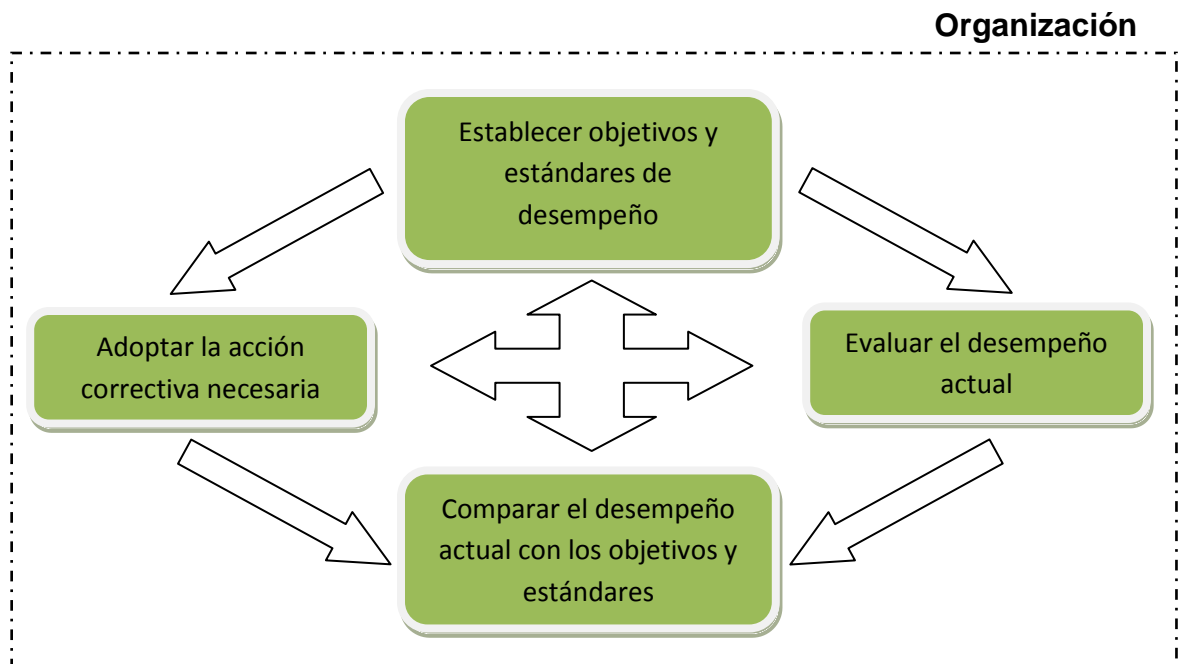 Organización
Establecer objetivos y
estándares de
desempeño
Adoptar la acción
correctiva necesaria
Evaluar el desempeño
actual
Comparar el desempeño
actual con los objetivos y
estándares